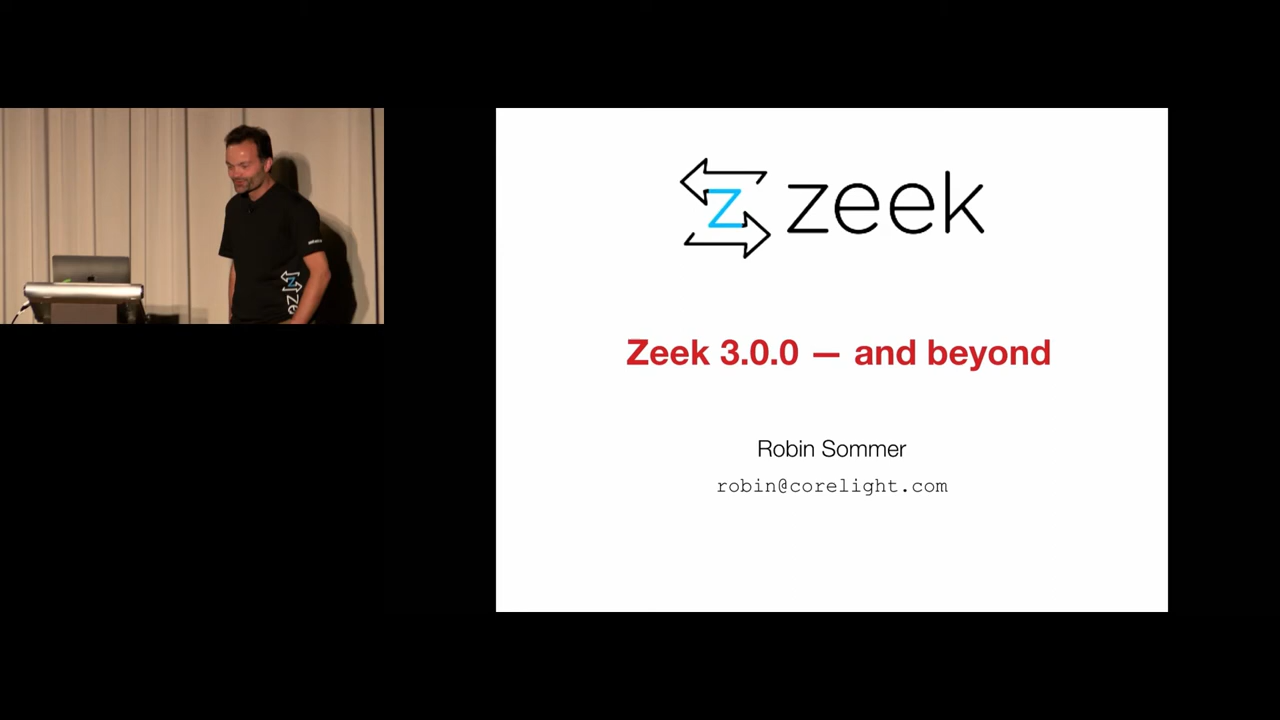 Z zeek
Zeek 3.0.0 — and beyond
Robin Sommer
robin@corelight.com